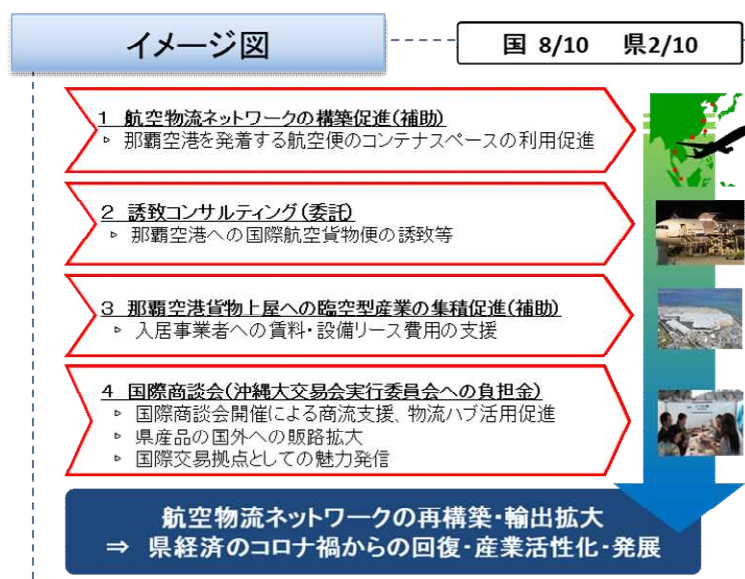 イメージ図
国 8/10 県2/10
1 航空物流ネットワークの構築促進(補助)
▹ 那覇空港を発着する航空便のコンテナスペースの利用促進
2 誘致コンサルティング(委託)
▹ 那覇空港への国際航空貨物便の誘致等
3 那覇空港貨物上屋への臨空型産業の集積促進(補助)
▹ 入居事業者への賃料・設備リース費用の支援
4 国際商談会(沖縄大交易会実行委員会への負担金)
▹ 国際商談会開催による商流支援、物流ハブ活用促進
▹ 県産品の国外への販路拡大
▹ 国際交易拠点としての魅力発信
航空物流ネットワークの再構築・輸出拡大
⇒ 県経済のコロナ禍からの回復・産業活性化・発展